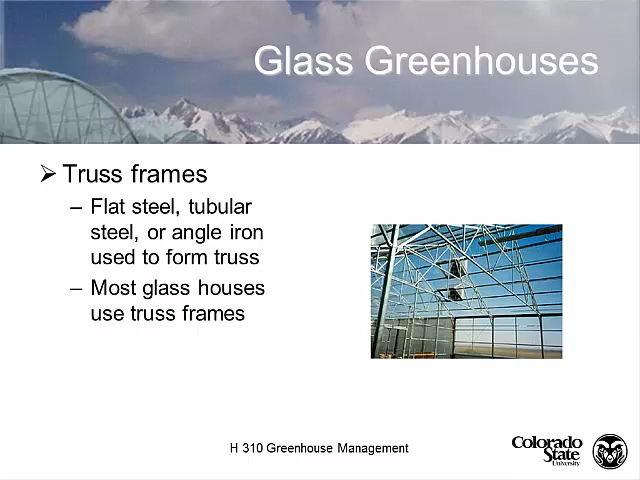 Glass Greenhouses
➢ Truss frames
– Flat steel, tubular
steel, or angle iron
used to form truss
– Most glass houses
use truss frames
H 310 Greenhouse Management
Colorado
State
University